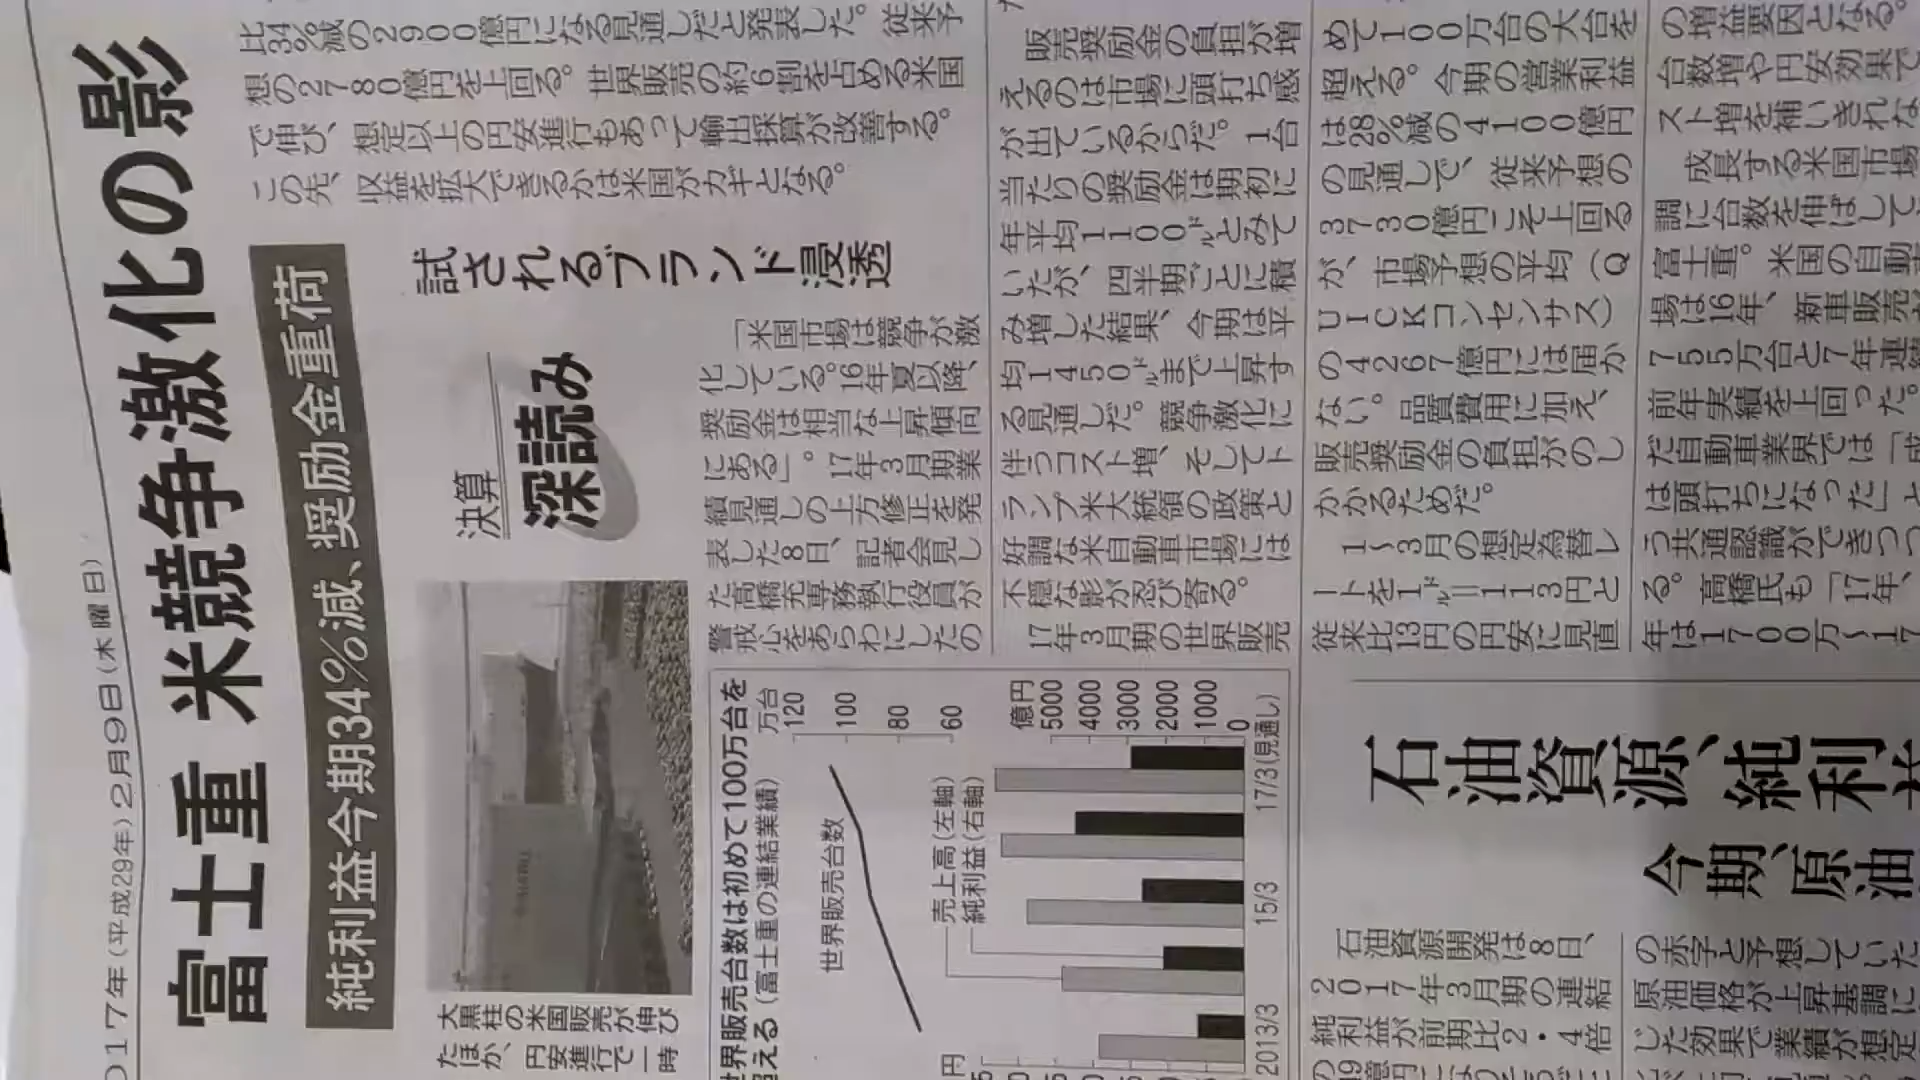 2017年(平成29年)2月9日(木曜日)
富士重 米競争激化の影
純利益今期34%減、奨励金重荷
比34%減の2900億円になる見通しだと発表した。従来予
想の2780億円を上回る。世界販売の約6割を占める米国
で伸び、想定以上の円安進行もあって輸出採算が改善する。
この先、収益を拡大できるかは米国がカギとなる。
試されるブランド浸透
決算
深読み
大黒柱の米国販売が伸び
たほか、円安進行で一時
「米国市場は競争が激
化している。16年夏以降、
奨励金は相当な上昇傾向
にある」。17年3月期業
績見通しの上方修正を発
表した8日、記者会見し
た高橋充専務執行役員が
警戒心をあらわにしたの
販売奨励金の負担が増
えるのは市場に頭打ち感
が出ているからだ。1台
当たりの奨励金は期初に
年平均1100㌦とみて
いたが、四半期ごとに積
み増した結果、今期は平
均1450㌦まで上昇す
る見通しだ。競争激化に
伴うコスト増、そしてト
ランプ米大統領の政策と
好調な米自動車市場には
不穏な影が忍び寄る。
17年3月期の世界販売
めて100万台の大台を
超える。今期の営業利益
は28%減の4100億円
の見通しで、従来予想の
3730億円こそ上回る
が、市場予想の平均(Q
UICKコンセンサス)
の4267億円には届か
ない。品質費用に加え、
販売奨励金の負担がのし
かかるためだ。
1〜3月の想定為替レ
ートを1㌦=113円と
従来比13円の円安に見直
の増益要因となる。
台数増や円安効果で
スト増を補いきれな
成長する米国市場
調に台数を伸ばして
富士重。米国の自動車
場は16年、新車販売が
755万台と7年連続
前年実績を上回った。
だ自動車業界では「成
は頭打ちになった」と
う共通認識ができつつ
る。高橋氏も「17年、
年は1700万〜17
世界販売台数は初めて100万台を
超える(富士重の連結業績)
万台
120
100
80
60
世界販売台数
売上高(左軸)
純利益(右軸)
億円
5000
4000
3000
2000
1000
0
円
2013/3
15/3
17/3(見通し)
石油資源、純利
今期、原油
石油資源開発は8日、
2017年3月期の連結
純利益が前期比2・4倍
の赤字と予想していた
原油価格が上昇基調に
じた効果で業績が想定